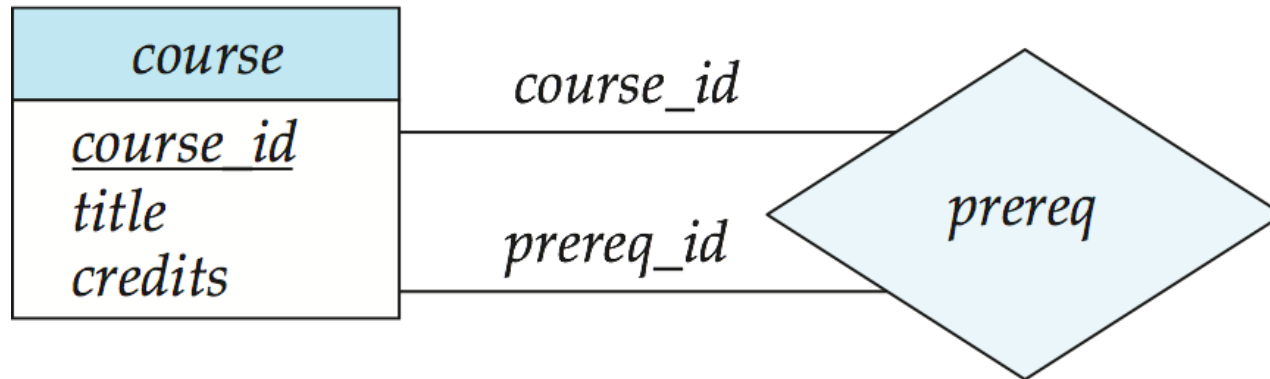 course
course_id
title
credits
course_id
prereq_id
prereq